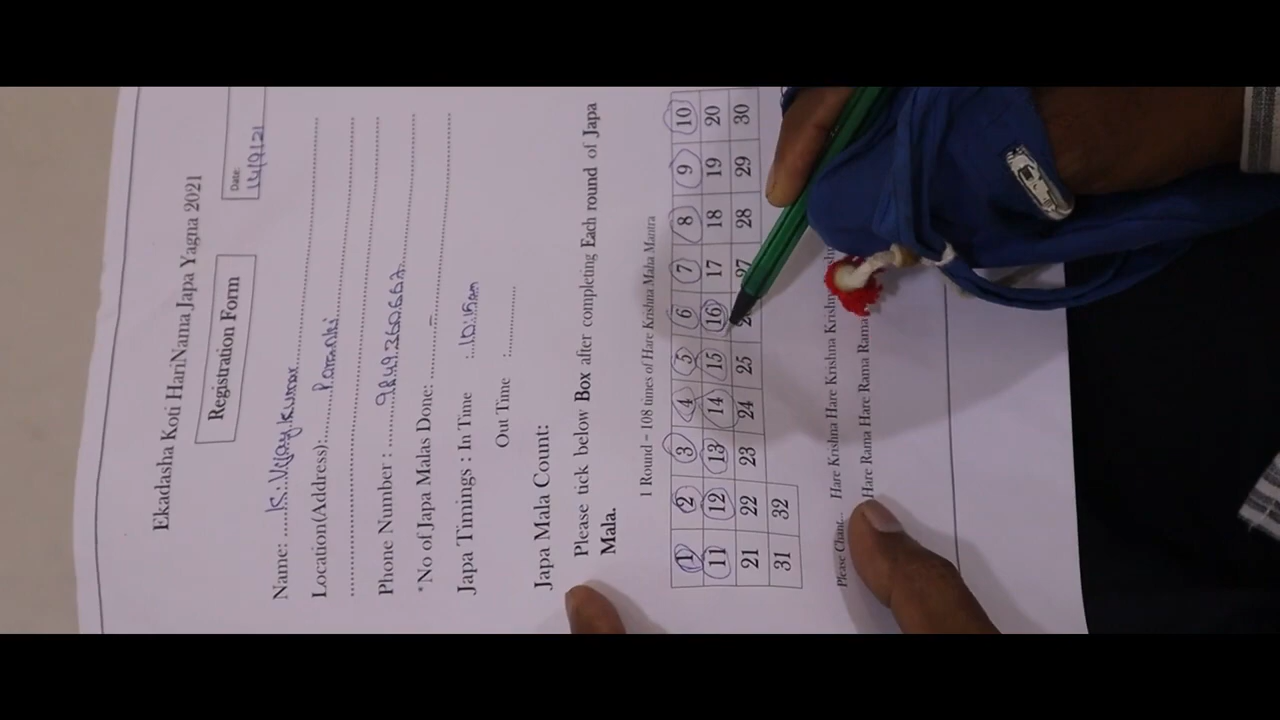 Ekadasha Koti HariNama Japa Yagna 2021
Registration Form
Date:
14/9/21
Name: ....K. Vijay Kumar
Location(Address):
Phone Number : ....9849260662
*No of Japa Malas Done:
Japa Timings : In Time : 10:15am
Out Time :
Japa Mala Count:
Please tick below Box after completing Each round of Japa
Mala.
1 Round = 108 times of Hare Krishna Maha Mantra
1 2 3 4 5 6 7 8 9 10
11 12 13 14 15 16 17 18 19 20
21 22 23 24 25 27 28 29 30
31 32
Please Chant... Hare Krishna Hare Krishna
Hare Rama Hare Rama Rama